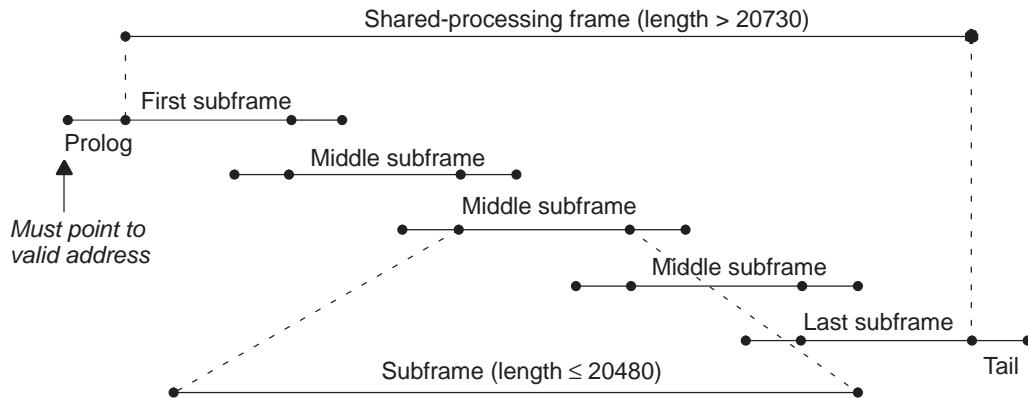 Shared-processing frame (length > 20730)
First subframe
Prolog
Middle subframe
Must point to
valid address
Middle subframe
Middle subframe
Last subframe
Tail
Subframe (length ≤ 20480)